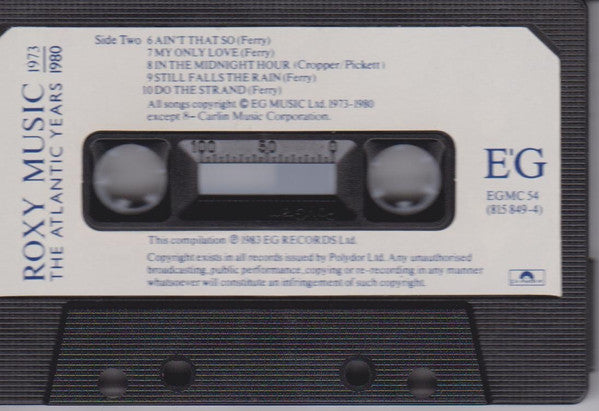 ROXY MUSIC 1973
THE ATLANTIC YEARS 1980
Side Two 6 AIN'T THAT SO (Ferry)
7 MY ONLY LOVE (Ferry)
8 IN THE MIDNIGHT HOUR (Cropper/Pickett)
9 STILL FALLS THE RAIN (Ferry)
10 DO THE STRAND (Ferry)
All songs copyright © EG MUSIC Ltd. 1973-1980
except 8- Carlin Music Corporation.
100 50 0
E'G
EGMC 54
(815 849-4)
This compilation ℗ 1983 EG RECORDS Ltd.
Copyright exists in all records issued by Polydor Ltd. Any unauthorised
broadcasting, public performance, copying or re-recording in any manner
whatsoever will constitute an infringement of such copyright.